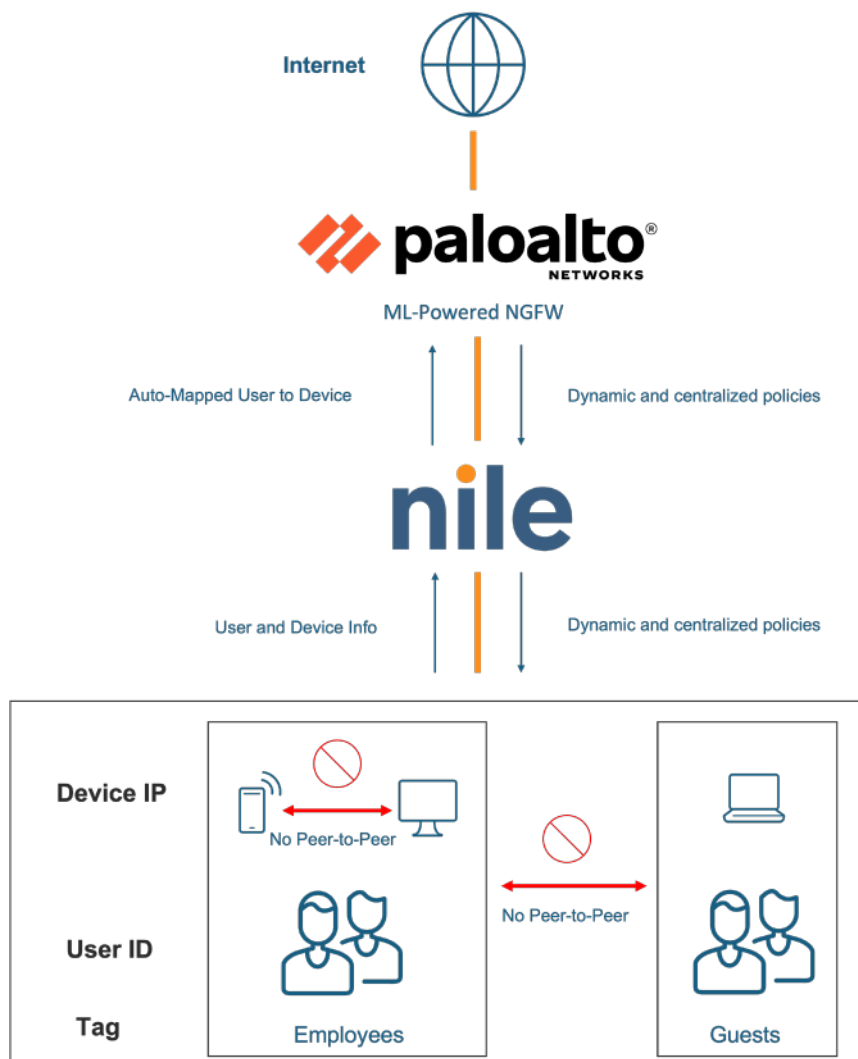 Internet
paloalto®
NETWORKS
ML-Powered NGFW
Auto-Mapped User to Device
Dynamic and centralized policies
nile
User and Device Info
Dynamic and centralized policies
Device IP
No Peer-to-Peer
No Peer-to-Peer
User ID
Tag
Employees
Guests